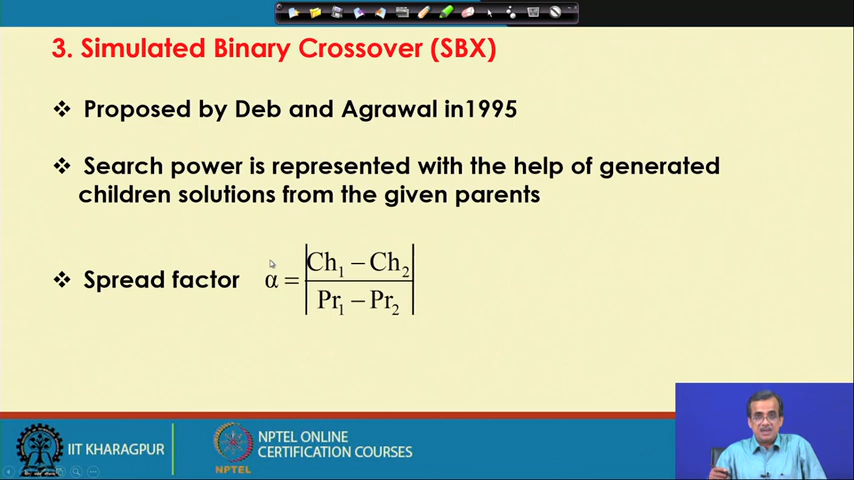 3. Simulated Binary Crossover (SBX)
❖ Proposed by Deb and Agrawal in1995
❖ Search power is represented with the help of generated
children solutions from the given parents
❖ Spread factor α = |Ch₁ − Ch₂ / Pr₁ − Pr₂|
IIT KHARAGPUR
NPTEL
NPTEL ONLINE
CERTIFICATION COURSES